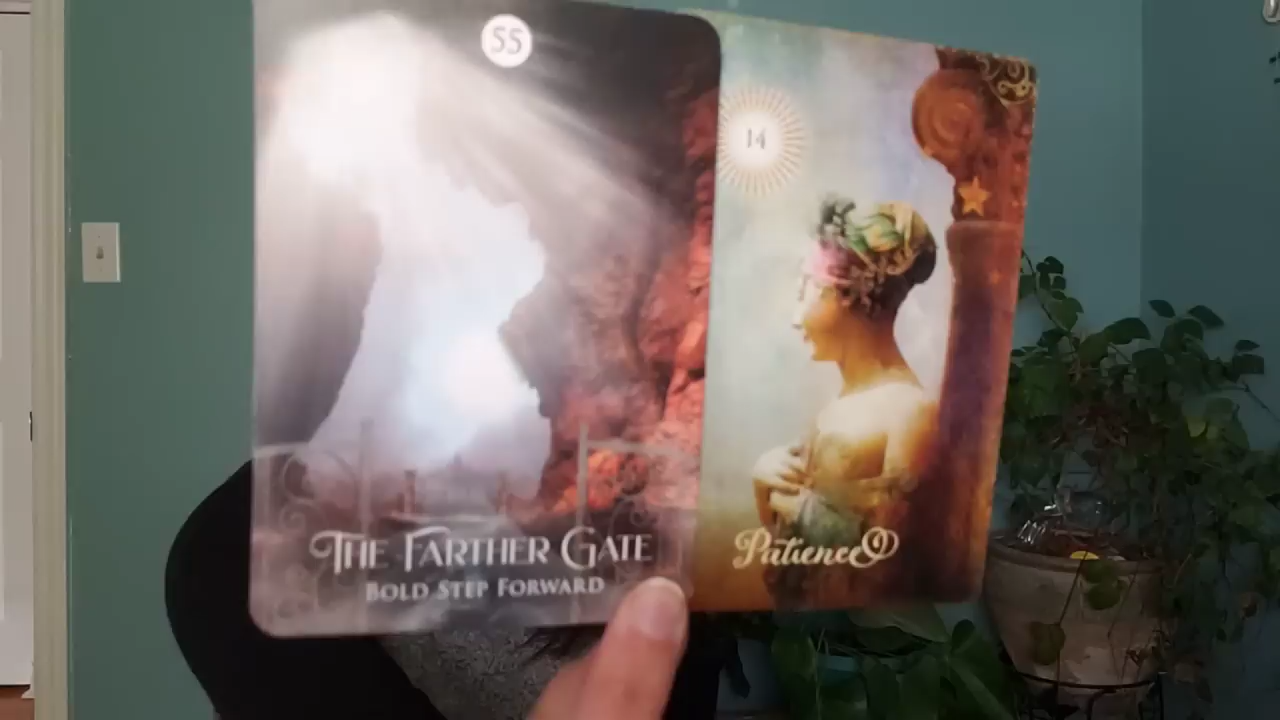 55
THE FARTHER GATE
BOLD STEP FORWARD
14
Patience